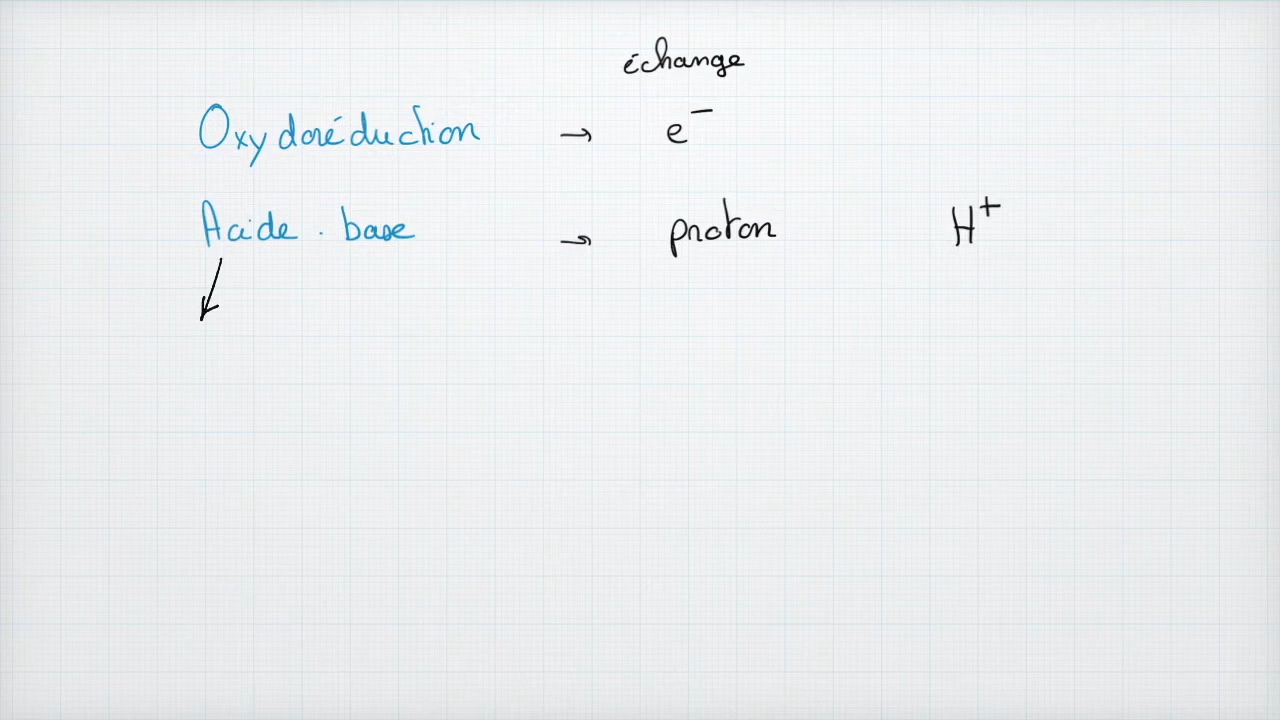 échange
Oxydoréduction → e⁻
Acide. base → proton H⁺